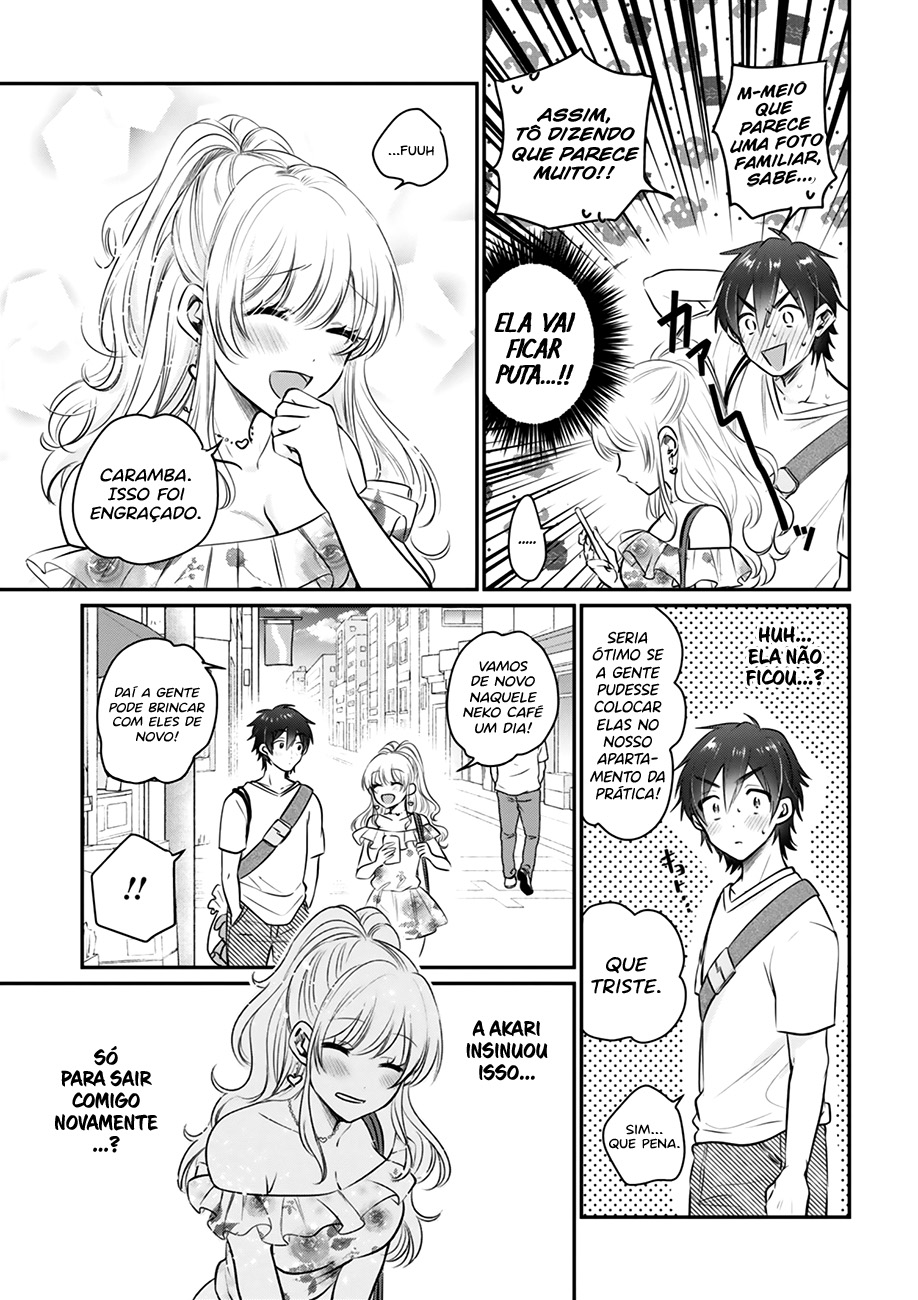 M-MEIO
QUE
PARECE
UMA FOTO
FAMILIAR,
SABE...
ASSIM,
TÔ DIZENDO
QUE PARECE
MUITO!!
ELA VAI
FICAR
PUTA...!!
......
...FUUH
CARAMBA.
ISSO FOI
ENGRAÇADO.
HUH...
ELA NÃO
FICOU...?
SERIA
ÓTIMO SE
A GENTE
PUDESSE
COLOCAR
ELAS NO
NOSSO
APARTA-
MENTO DA
PRÁTICA!
QUE
TRISTE.
SIM...
QUE PENA.
VAMOS
DE NOVO
NAQUELE
NEKO CAFÉ
UM DIA!
DAÍ A GENTE
PODE BRINCAR
COM ELES DE
NOVO!
!!
A AKARI
INSINUOU
ISSO...
SÓ
PARA SAIR
COMIGO
NOVAMENTE
...?